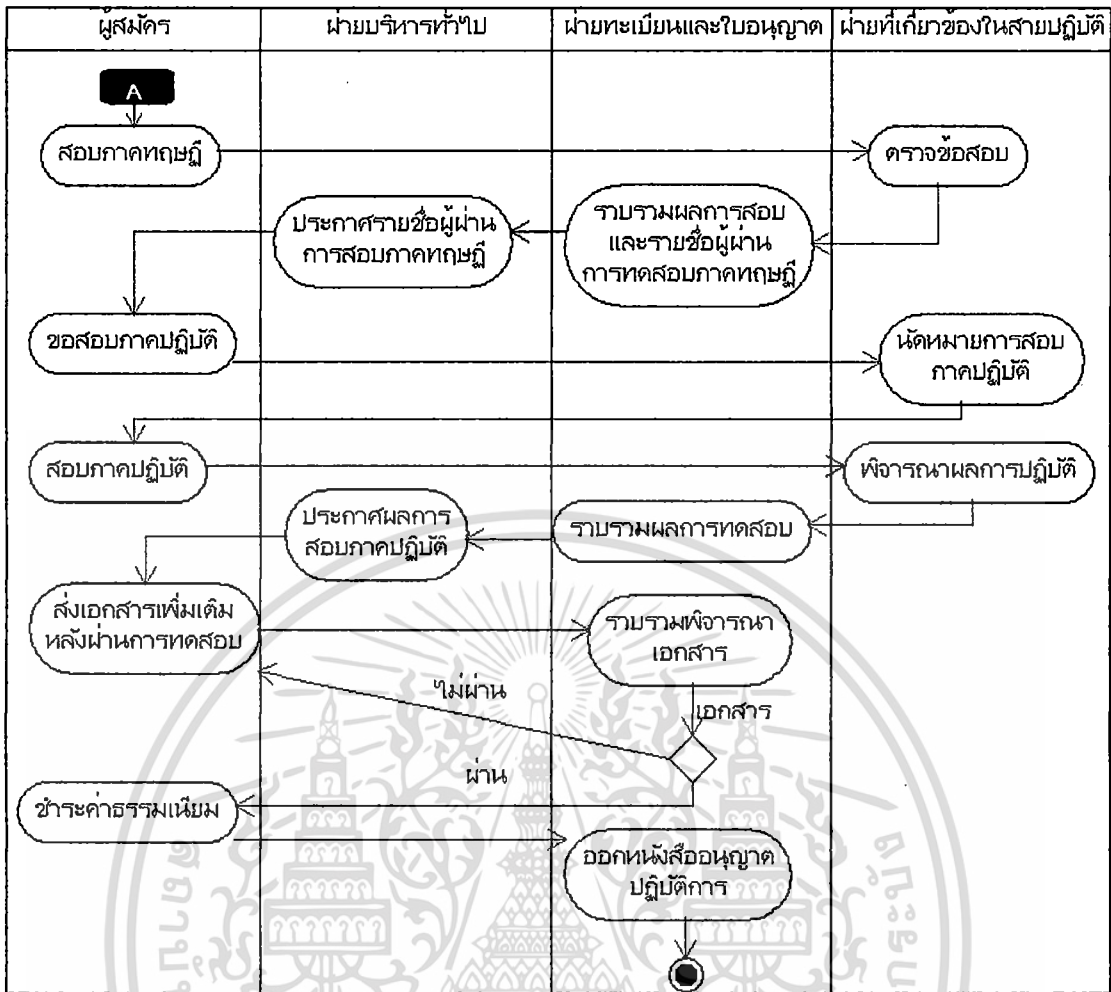 ผู้สมัคร
ฝ่ายบริหารทั่วไป
ฝ่ายทะเบียนและใบอนุญาต
ฝ่ายที่เกี่ยวข้องในสายปฏิบัติ
A
สอบภาคทฤษฎี
ตรวจข้อสอบ
ประกาศรายชื่อผู้ผ่าน
การสอบภาคทฤษฎี
รวบรวมผลการสอบ
และรายชื่อผู้ผ่าน
การทดสอบภาคทฤษฎี
ขอสอบภาคปฏิบัติ
นัดหมายการสอบ
ภาคปฏิบัติ
สอบภาคปฏิบัติ
พิจารณาผลการปฏิบัติ
ประกาศผลการ
สอบภาคปฏิบัติ
รวบรวมผลการทดสอบ
ส่งเอกสารเพิ่มเติม
หลังผ่านการทดสอบ
รวบรวมพิจารณา
เอกสาร
ไม่ผ่าน
เอกสาร
ผ่าน
ชำระค่าธรรมเนียม
ออกหนังสืออนุญาต
ปฏิบัติการ